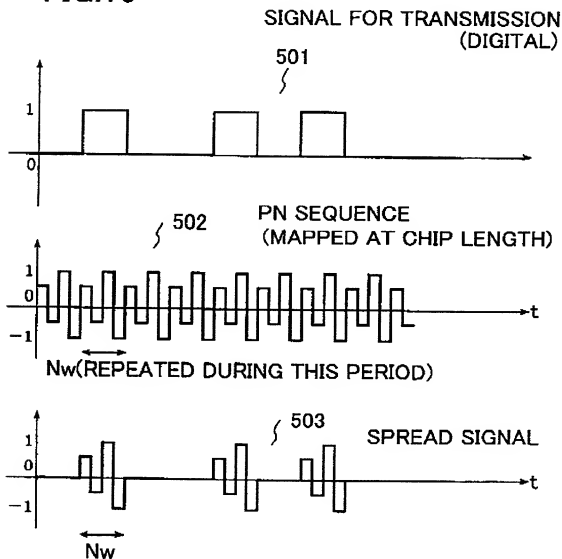 SIGNAL FOR TRANSMISSION
(DIGITAL)
501
1
0
502
PN SEQUENCE
(MAPPED AT CHIP LENGTH)
1
0
-1
t
Nw(REPEATED DURING THIS PERIOD)
503
SPREAD SIGNAL
1
0
-1
t
Nw